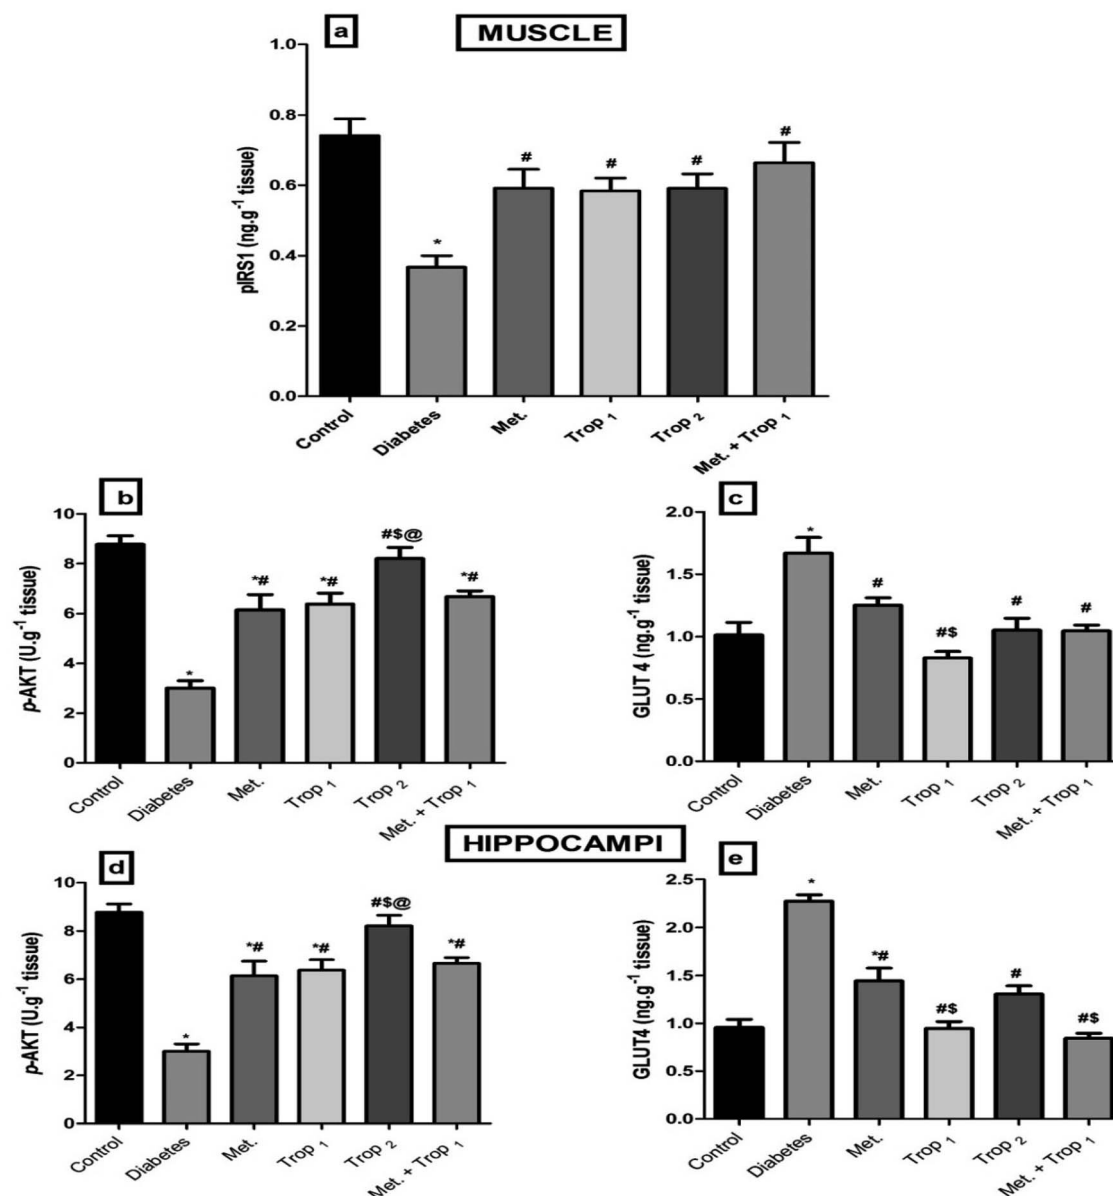 a
MUSCLE
1.0
0.8
0.6
0.4
0.2
0.0
pIRS1 (ng.g⁻¹ tissue)
*
#
#
#
#
Control
Diabetes
Met.
Trop 1
Trop 2
Met. + Trop 1
b
10
8
6
4
2
0
p-AKT (U.g⁻¹ tissue)
*
*#
*#
#$@
*#
Control
Diabetes
Met.
Trop 1
Trop 2
Met. + Trop 1
c
2.0
1.5
1.0
0.5
0.0
GLUT 4 (ng.g⁻¹ tissue)
*
#
#$
#
#
Control
Diabetes
Met.
Trop 1
Trop 2
Met. + Trop 1
HIPPOCAMPI
d
10
8
6
4
2
0
p-AKT (U.g⁻¹ tissue)
*
*#
*#
#$@
*#
Control
Diabetes
Met.
Trop 1
Trop 2
Met. + Trop 1
e
2.5
2.0
1.5
1.0
0.5
0.0
GLUT4 (ng.g⁻¹ tissue)
*
*#
#$
#
#$
Control
Diabetes
Met.
Trop 1
Trop 2
Met. + Trop 1